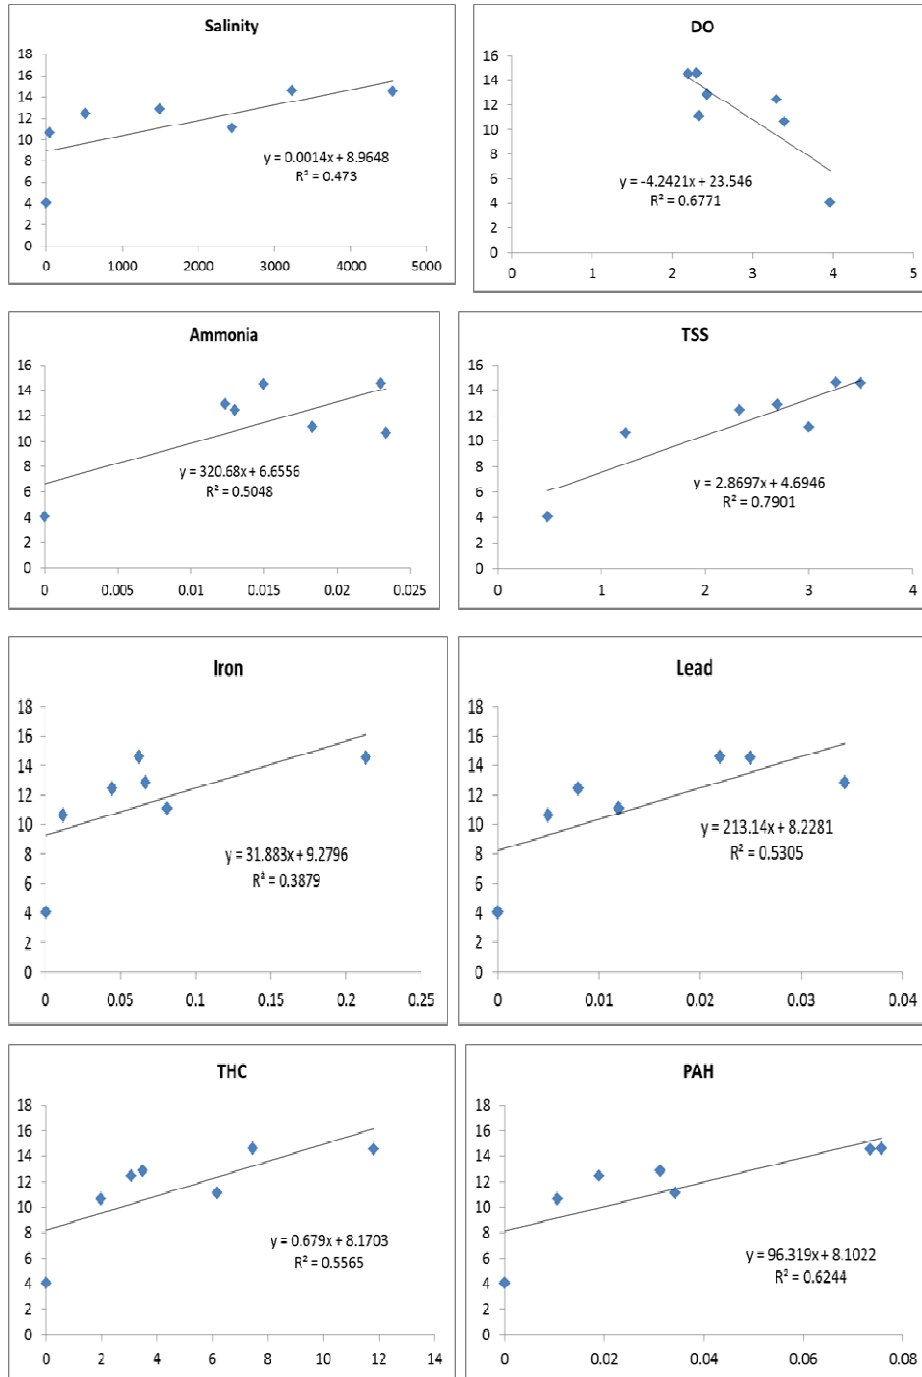 Salinity
18
16
14
12
10
8
6
4
2
0
y = 0.0014x + 8.9648
R² = 0.473
0 1000 2000 3000 4000 5000
DO
16
14
12
10
8
6
4
2
0
y = -4.2421x + 23.546
R² = 0.6771
0 1 2 3 4 5
Ammonia
16
14
12
10
8
6
4
2
0
y = 320.68x + 6.6556
R² = 0.5048
0 0.005 0.01 0.015 0.02 0.025
TSS
16
14
12
10
8
6
4
2
0
y = 2.8697x + 4.6946
R² = 0.7901
0 1 2 3 4
Iron
18
16
14
12
10
8
6
4
2
0
y = 31.883x + 9.2796
R² = 0.3879
0 0.05 0.1 0.15 0.2 0.25
Lead
18
16
14
12
10
8
6
4
2
0
y = 213.14x + 8.2281
R² = 0.5305
0 0.01 0.02 0.03 0.04
THC
18
16
14
12
10
8
6
4
2
0
y = 0.679x + 8.1703
R² = 0.5565
0 2 4 6 8 10 12 14
PAH
18
16
14
12
10
8
6
4
2
0
y = 96.319x + 8.1022
R² = 0.6244
0 0.02 0.04 0.06 0.08